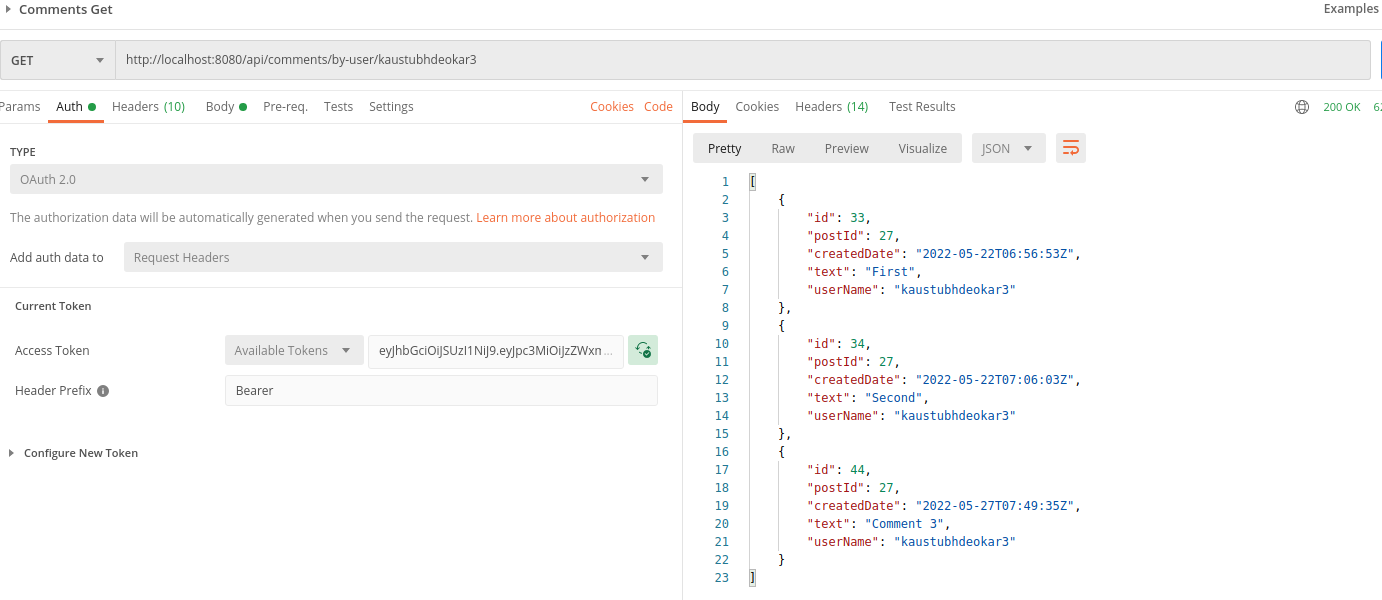 Comments Get
Examples
GET
http://localhost:8080/api/comments/by-user/kaustubhdeokar3
Params Auth Headers (10) Body Pre-req. Tests Settings Cookies Code
TYPE
OAuth 2.0
The authorization data will be automatically generated when you send the request. Learn more about authorization
Add auth data to Request Headers
Current Token
Access Token Available Tokens eyJhbGciOiJSUzI1NiJ9.eyJpc3MiOiJzZWxn...
Header Prefix Bearer
Configure New Token
Body Cookies Headers (14) Test Results 200 OK
Pretty Raw Preview Visualize JSON
1 [
2 {
3 "id": 33,
4 "postId": 27,
5 "createdDate": "2022-05-22T06:56:53Z",
6 "text": "First",
7 "userName": "kaustubhdeokar3"
8 },
9 {
10 "id": 34,
11 "postId": 27,
12 "createdDate": "2022-05-22T07:06:03Z",
13 "text": "Second",
14 "userName": "kaustubhdeokar3"
15 },
16 {
17 "id": 44,
18 "postId": 27,
19 "createdDate": "2022-05-27T07:49:35Z",
20 "text": "Comment 3",
21 "userName": "kaustubhdeokar3"
22 }
23 ]